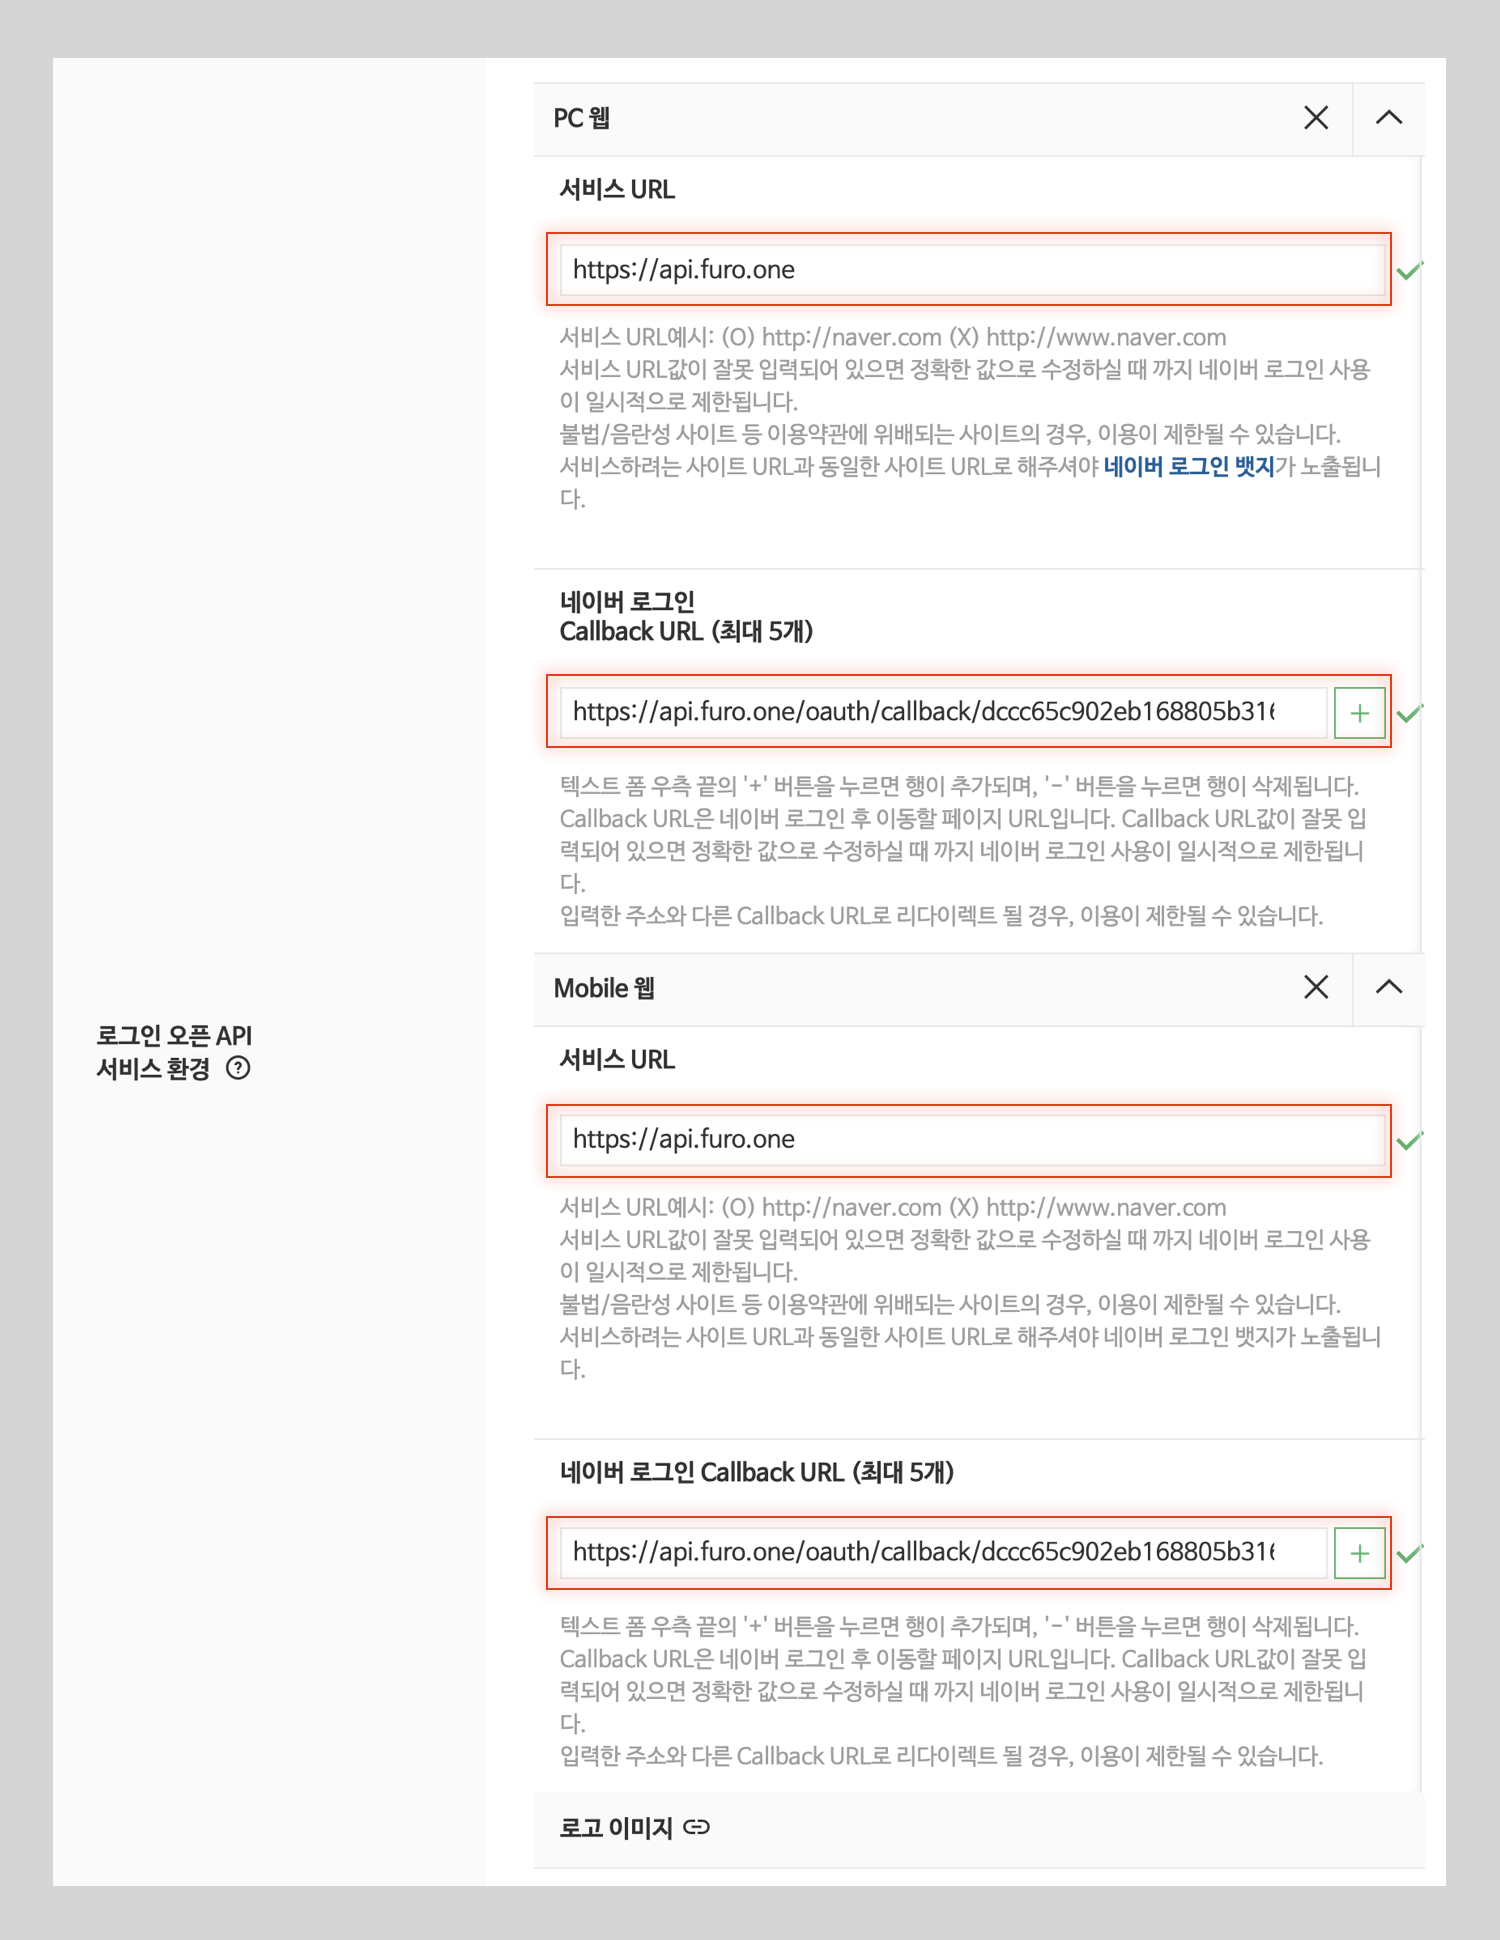 PC 웹
서비스 URL
https://api.furo.one
서비스 URL예시: (O) http://naver.com (X) http://www.naver.com
서비스 URL값이 잘못 입력되어 있으면 정확한 값으로 수정하실 때 까지 네이버 로그인 사용
이 일시적으로 제한됩니다.
불법/음란성 사이트 등 이용약관에 위배되는 사이트의 경우, 이용이 제한될 수 있습니다.
서비스하려는 사이트 URL과 동일한 사이트 URL로 해주셔야 네이버 로그인 뱃지가 노출됩니
다.
네이버 로그인
Callback URL (최대 5개)
https://api.furo.one/oauth/callback/dccc65c902eb168805b316
텍스트 폼 우측 끝의 '+' 버튼을 누르면 행이 추가되며, '-' 버튼을 누르면 행이 삭제됩니다.
Callback URL은 네이버 로그인 후 이동할 페이지 URL입니다. Callback URL값이 잘못 입
력되어 있으면 정확한 값으로 수정하실 때 까지 네이버 로그인 사용이 일시적으로 제한됩니
다.
입력한 주소와 다른 Callback URL로 리다이렉트 될 경우, 이용이 제한될 수 있습니다.
로그인 오픈 API
서비스 환경 ?
Mobile 웹
서비스 URL
https://api.furo.one
서비스 URL예시: (O) http://naver.com (X) http://www.naver.com
서비스 URL값이 잘못 입력되어 있으면 정확한 값으로 수정하실 때 까지 네이버 로그인 사용
이 일시적으로 제한됩니다.
불법/음란성 사이트 등 이용약관에 위배되는 사이트의 경우, 이용이 제한될 수 있습니다.
서비스하려는 사이트 URL과 동일한 사이트 URL로 해주셔야 네이버 로그인 뱃지가 노출됩니
다.
네이버 로그인 Callback URL (최대 5개)
https://api.furo.one/oauth/callback/dccc65c902eb168805b316
텍스트 폼 우측 끝의 '+' 버튼을 누르면 행이 추가되며, '-' 버튼을 누르면 행이 삭제됩니다.
Callback URL은 네이버 로그인 후 이동할 페이지 URL입니다. Callback URL값이 잘못 입
력되어 있으면 정확한 값으로 수정하실 때 까지 네이버 로그인 사용이 일시적으로 제한됩니
다.
입력한 주소와 다른 Callback URL로 리다이렉트 될 경우, 이용이 제한될 수 있습니다.
로고 이미지